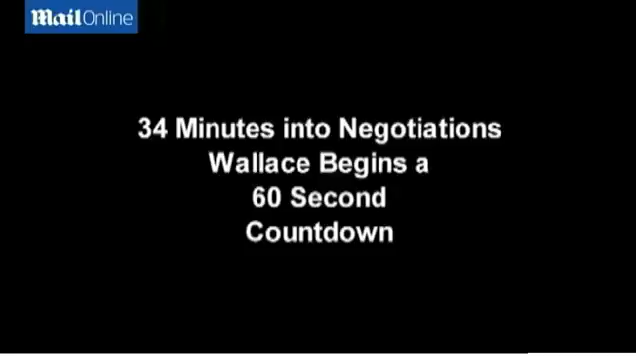 Mail Online
34 Minutes into Negotiations
Wallace Begins a
60 Second
Countdown